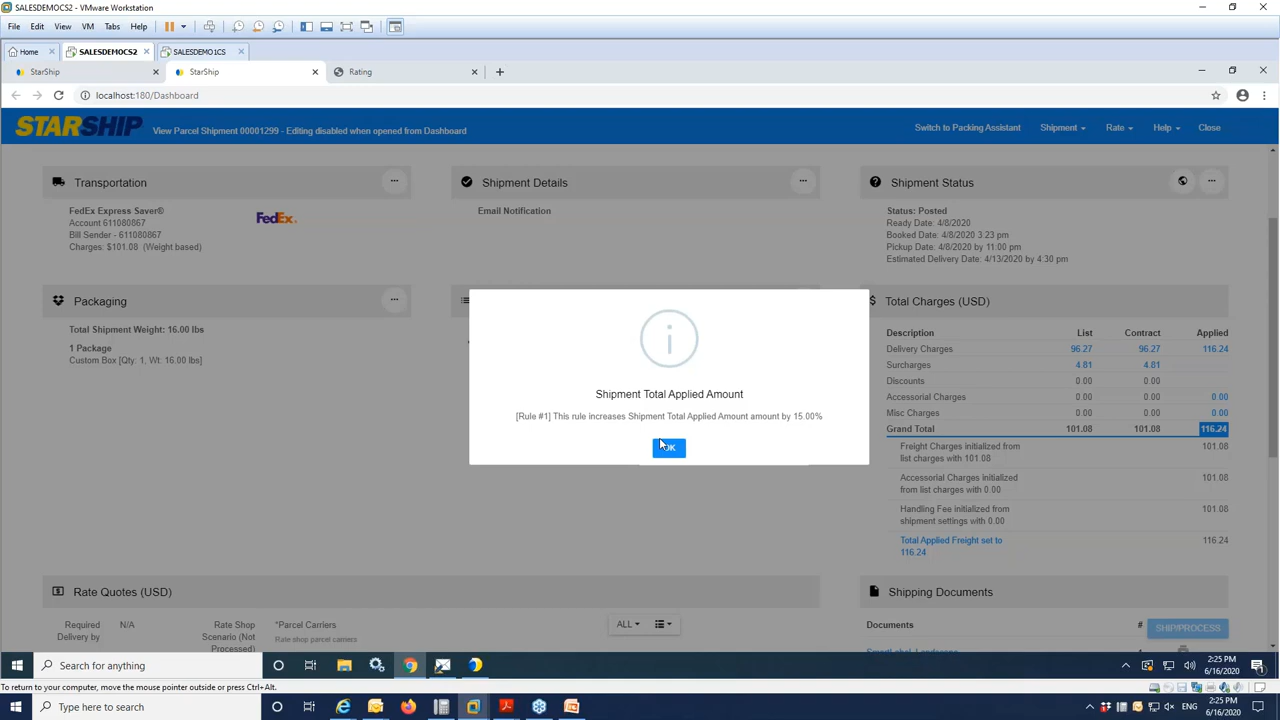 SALESDEMOCS2 - VMware Workstation
File Edit View VM Tabs Help
Home SALESDEMOCS2 SALESDEMO1CS
StarShip StarShip Rating
localhost:180/Dashboard
STARSHIP View Parcel Shipment 00001299 - Editing disabled when opened from Dashboard Switch to Packing Assistant Shipment Rate Help Close
Transportation
FedEx Express Saver®
Account 611080867
Bill Sender - 611080867
Charges: $101.08 (Weight based)
FedEx.
Shipment Details
Email Notification
Shipment Status
Status: Posted
Ready Date: 4/8/2020
Booked Date: 4/8/2020 3:23 pm
Pickup Date: 4/8/2020 by 11:00 pm
Estimated Delivery Date: 4/13/2020 by 4:30 pm
Packaging
Total Shipment Weight: 16.00 lbs
1 Package
Custom Box [Qty: 1, Wt: 16.00 lbs]
Shipment Total Applied Amount
[Rule #1] This rule increases Shipment Total Applied Amount amount by 15.00%
OK
$ Total Charges (USD)
Description List Contract Applied
Delivery Charges 96.27 96.27 116.24
Surcharges 4.81 4.81
Discounts 0.00 0.00
Accessorial Charges 0.00 0.00 0.00
Misc Charges 0.00 0.00 0.00
Grand Total 101.08 101.08 116.24
Freight Charges initialized from 101.08
list charges with 101.08
Accessorial Charges initialized 101.08
from list charges with 0.00
Handling Fee initialized from 101.08
shipment settings with 0.00
Total Applied Freight set to 116.24
116.24
Rate Quotes (USD)
Required N/A Rate Shop *Parcel Carriers ALL
Delivery by Scenario (Not Rate shop parcel carriers
Processed)
Shipping Documents
Documents # SHIP/PROCESS
SmartLabel, Landscape
Search for anything
2:25 PM
6/16/2020
To return to your computer, move the mouse pointer outside or press Ctrl+Alt.
Type here to search
ENG
2:25 PM
6/16/2020